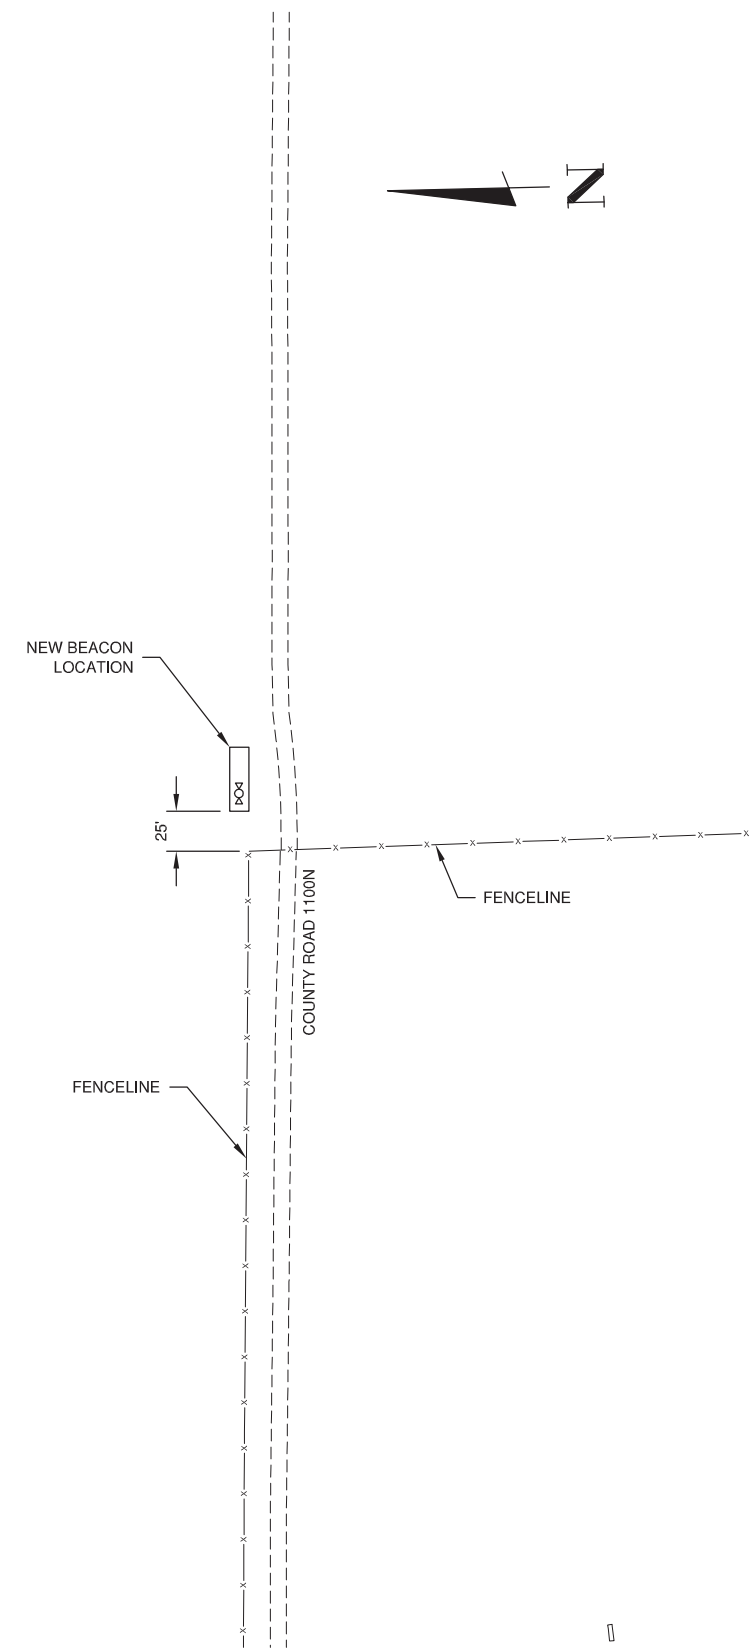 N
NEW BEACON
LOCATION
25'
FENCELINE
COUNTY ROAD 1100N
FENCELINE